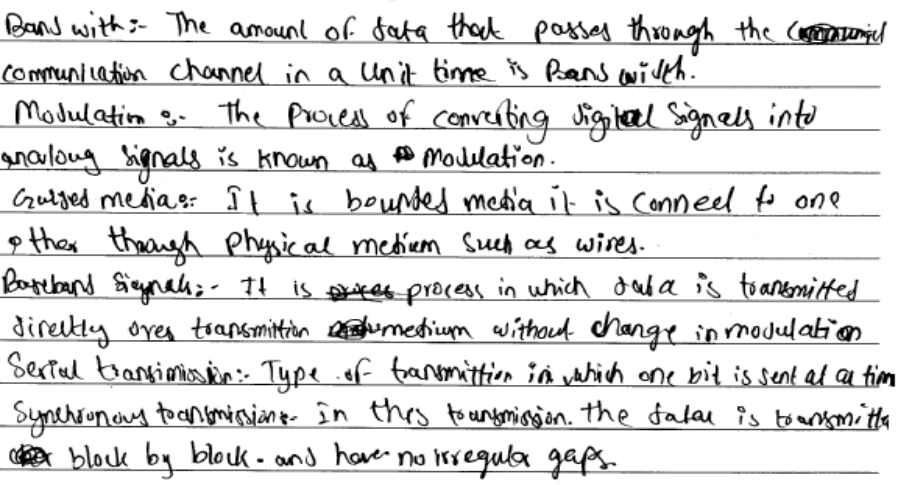 Band with:- The amount of data that passes through the
communication channel in a Unit time is Band width.
Modulation :- The Process of converting digital Signals into
analoug signals is known as Modulation.
Guided media:- It is bounded media it is Connect to one
other through Physical medium Such as wires.
Baseband Signals:- It is process in which data is transmitted
directly over transmittion medium without change in modulation
Serial transimission:- Type of transmittion in which one bit is sent at a time
Synchronous transmission:- In this transmission. the data is transmitte
block by block. and have no irregular gaps.